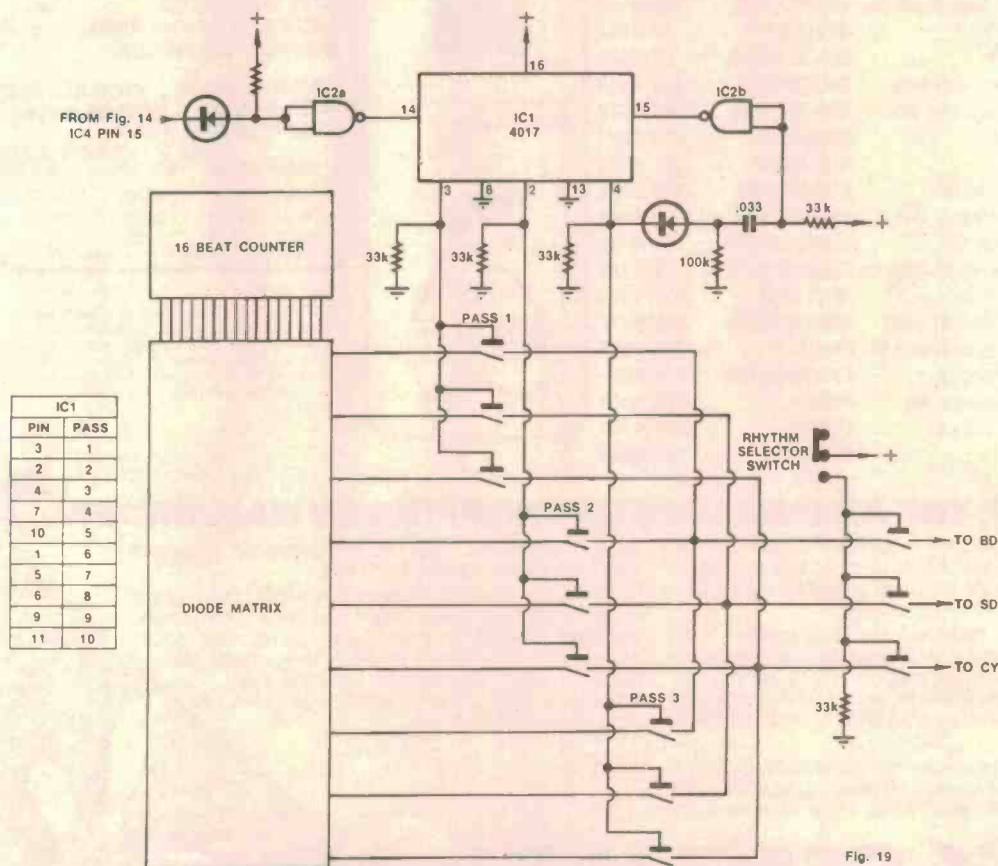 +
+
16
IC2a
IC2b
FROM Fig. 14
IC4 PIN 15
14
IC1
4017
15
3
8
2
13
4
.033
33k
+
33k
33k
33k
100k
16 BEAT COUNTER
PASS 1
IC1
PIN PASS
3 1
2 2
4 3
7 4
10 5
1 6
5 7
6 8
9 9
11 10
RHYTHM
SELECTOR
SWITCH
+
PASS 2
TO BD
DIODE MATRIX
TO SD
TO CY
PASS 3
33k
Fig. 19